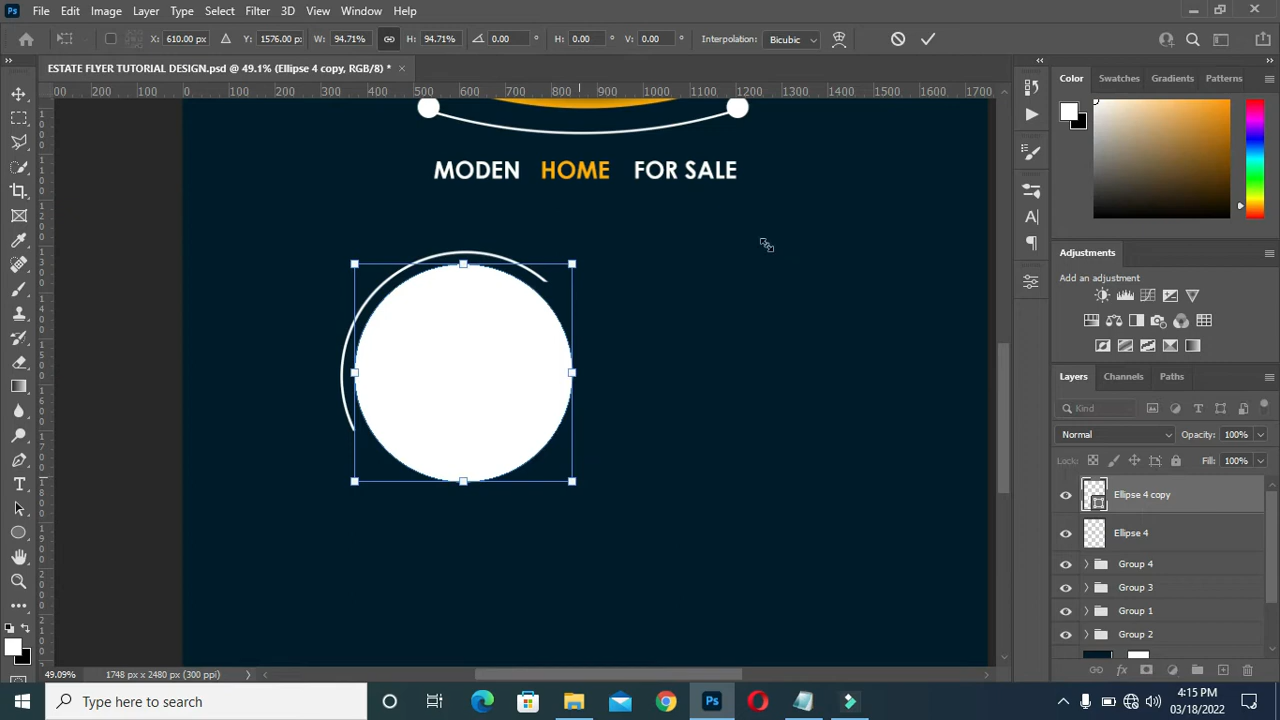 Ps File Edit Image Layer Type Select Filter 3D View Window Help
X: 610.00 px Y: 1576.00 px W: 94.71% H: 94.71% 0.00 ° H: 0.00 ° V: 0.00 ° Interpolation: Bicubic
ESTATE FLYER TUTORIAL DESIGN.psd @ 49.1% (Ellipse 4 copy, RGB/8) *
Color Swatches Gradients Patterns
200 100 0 100 200 300 400 500 600 700 800 900 1000 1100 1200 1300 1400 1500 1600 1700
MODEN HOME FOR SALE
Adjustments
Add an adjustment
Layers Channels Paths
Kind
Normal Opacity: 100%
Lock: Fill: 100%
Ellipse 4 copy
Ellipse 4
Group 4
Group 3
Group 1
Group 2
49.09% 1748 px x 2480 px (300 ppi)
Type here to search
Ps
4:15 PM
03/18/2022